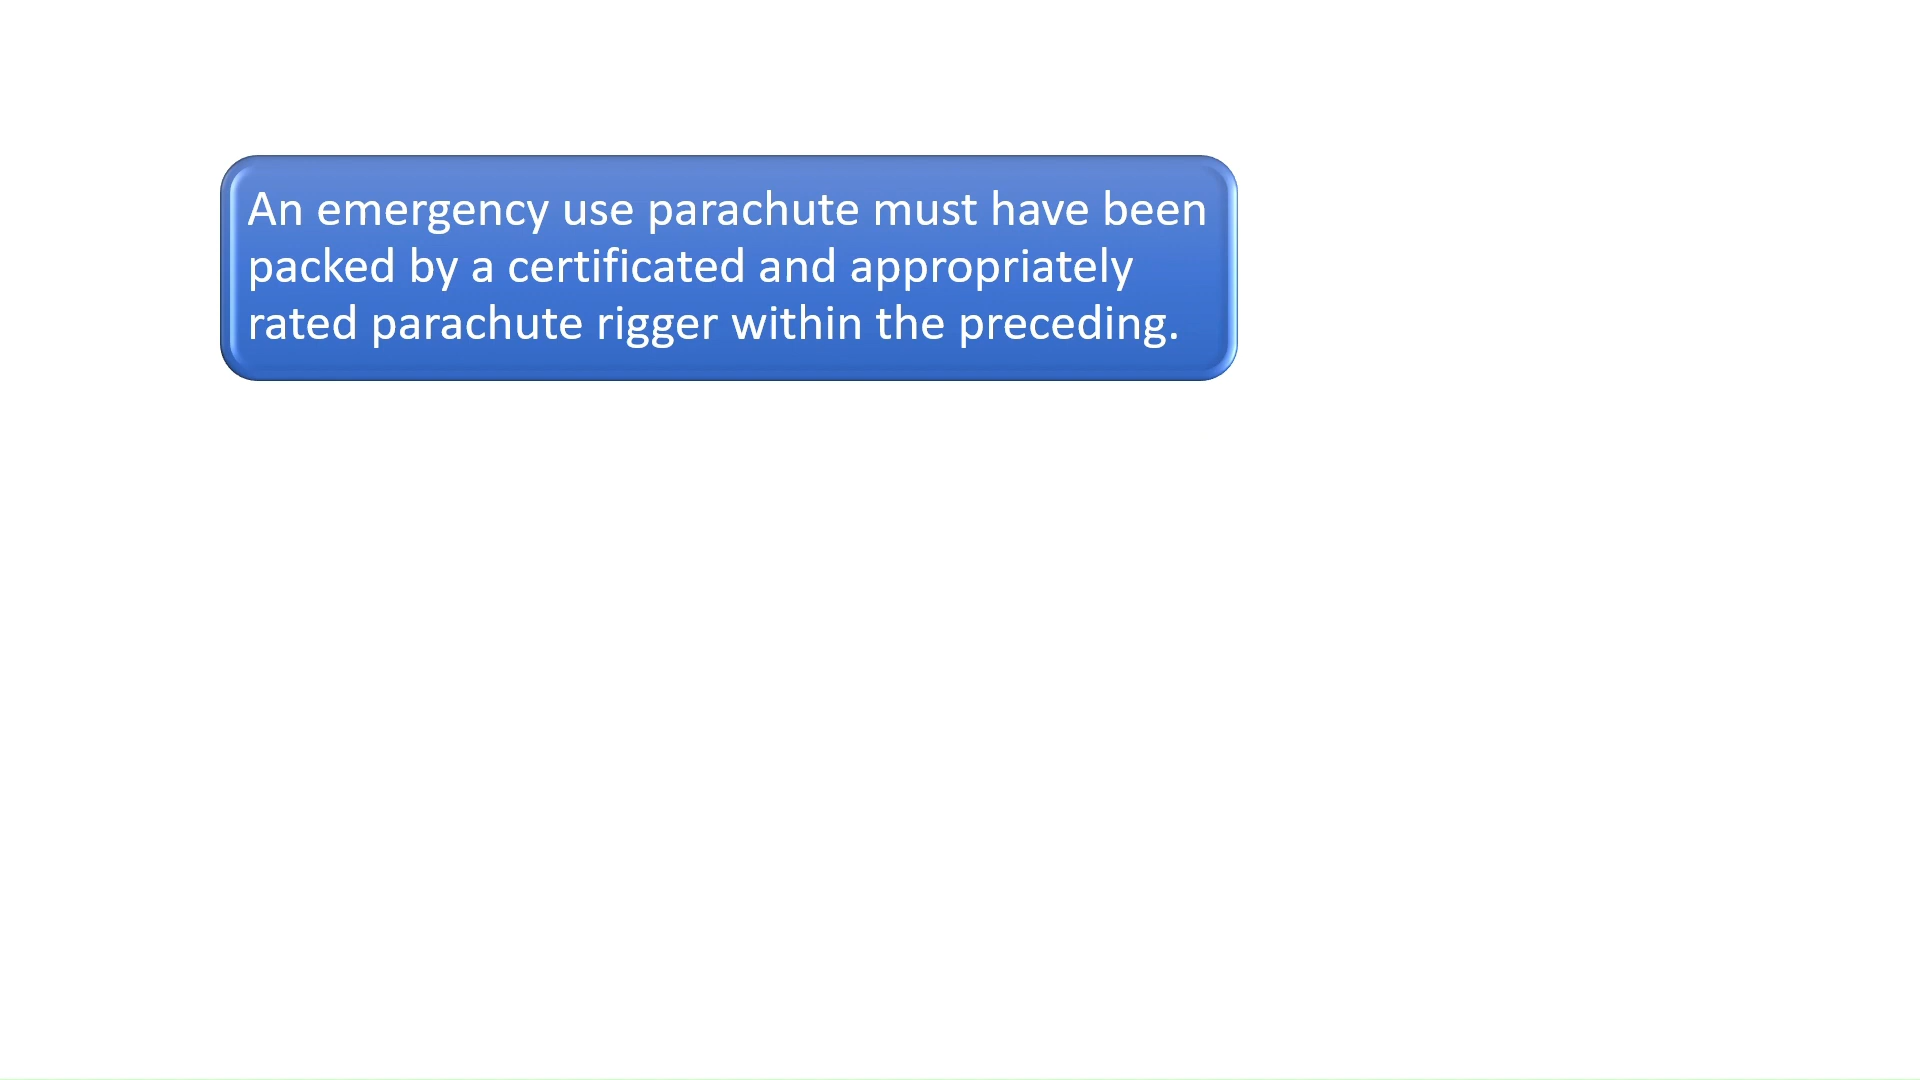 An emergency use parachute must have been
packed by a certificated and appropriately
rated parachute rigger within the preceding.